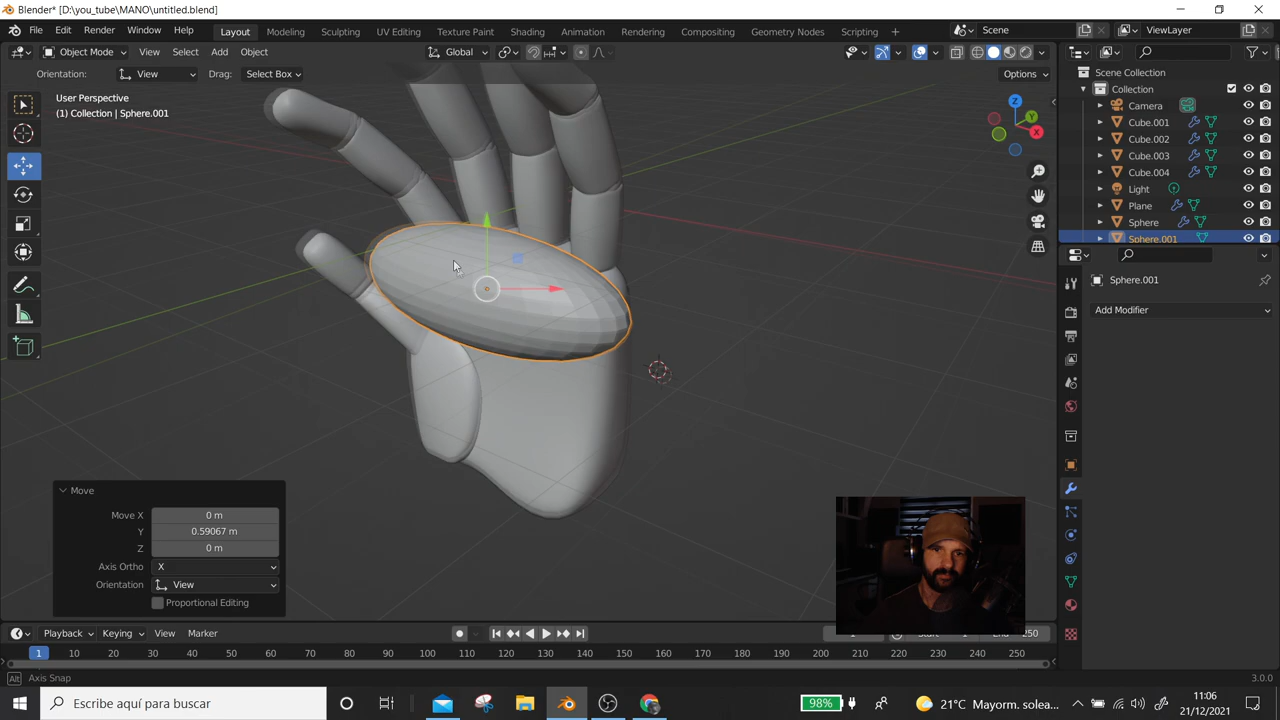 Blender* [D:\you_tube\MANO\untitled.blend]
File Edit Render Window Help Layout Modeling Sculpting UV Editing Texture Paint Shading Animation Rendering Compositing Geometry Nodes Scripting Scene ViewLayer
Object Mode View Select Add Object Global
Orientation: View Drag: Select Box Options
User Perspective
(1) Collection | Sphere.001
Z
Y
X
Scene Collection
Collection
Camera
Cube.001
Cube.002
Cube.003
Cube.004
Light
Plane
Sphere
Sphere.001
Sphere.001
Add Modifier
Move
Move X 0 m
Y 0.59067 m
Z 0 m
Axis Ortho X
Orientation View
Proportional Editing
Playback Keying View Marker 1 Start 1 End 250
1 10 20 30 40 50 60 70 80 90 100 110 120 130 140 150 160 170 180 190 200 210 220 230 240 250
Alt Axis Snap 3.0.0
Escribe aquí para buscar 98% 21°C Mayorm. solea... 11:06
21/12/2021